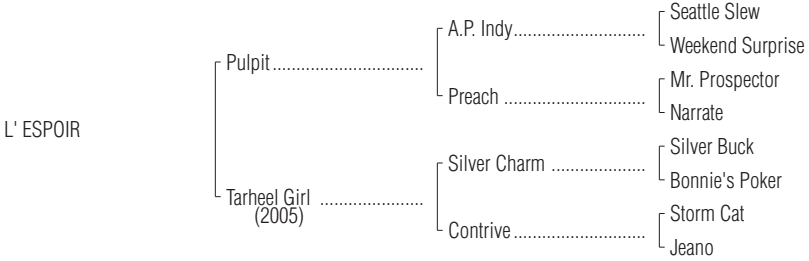 Seattle Slew
A.P. Indy..............................
Weekend Surprise
Pulpit..................................
Mr. Prospector
Preach ................................
Narrate
L' ESPOIR
Silver Buck
Silver Charm .....................
Bonnie's Poker
Tarheel Girl .......................
(2005)
Storm Cat
Contrive..............................
Jeano